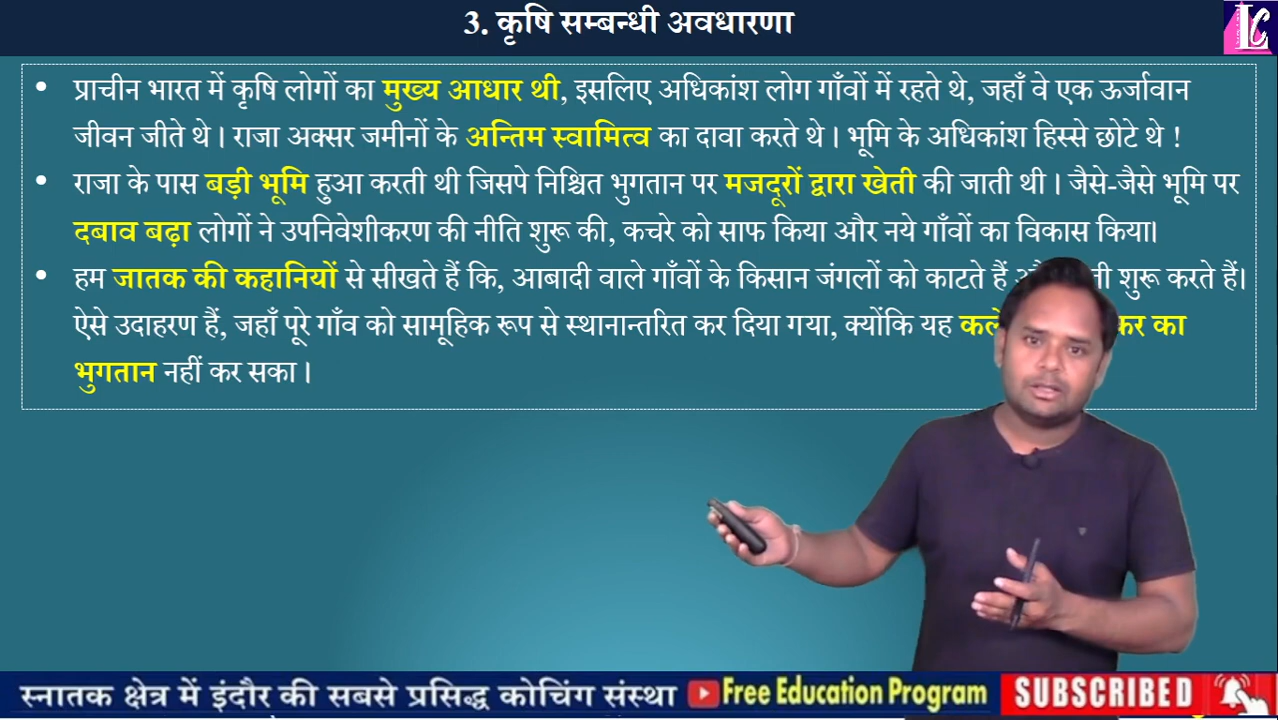 3. कृषि सम्बन्धी अवधारणा
LC
• प्राचीन भारत में कृषि लोगों का मुख्य आधार थी, इसलिए अधिकांश लोग गाँवों में रहते थे, जहाँ वे एक ऊर्जावान
जीवन जीते थे। राजा अक्सर जमीनों के अन्तिम स्वामित्व का दावा करते थे। भूमि के अधिकांश हिस्से छोटे थे !
• राजा के पास बड़ी भूमि हुआ करती थी जिसपे निश्चित भुगतान पर मजदूरों द्वारा खेती की जाती थी। जैसे-जैसे भूमि पर
दबाव बढ़ा लोगों ने उपनिवेशीकरण की नीति शुरू की, कचरे को साफ किया और नये गाँवों का विकास किया।
• हम जातक की कहानियों से सीखते हैं कि, आबादी वाले गाँवों के किसान जंगलों को काटते हैं शुरू करते हैं।
ऐसे उदाहरण हैं, जहाँ पूरे गाँव को सामूहिक रूप से स्थानान्तरित कर दिया गया, क्योंकि यह कर का
भुगतान नहीं कर सका।
स्नातक क्षेत्र में इंदौर की सबसे प्रसिद्ध कोचिंग संस्था Free Education Program SUBSCRIBED